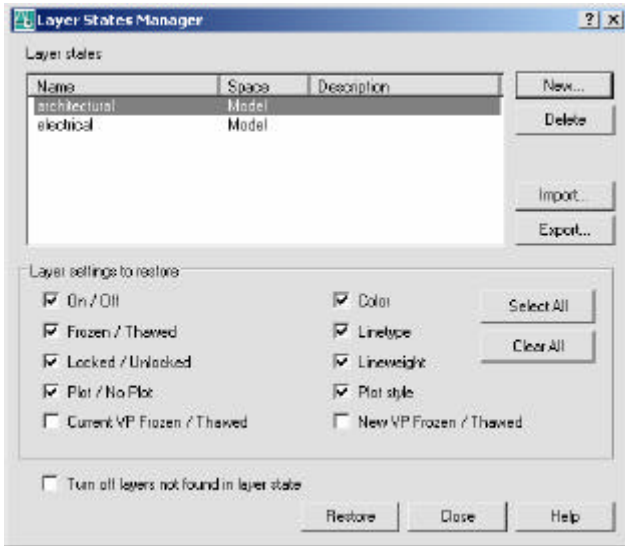 Layer States Manager
Layer states
Name Space Description
architectural Model
electrical Model
New...
Delete
Import...
Export...
Layer settings to restore
On / Off
Frozen / Thawed
Locked / Unlocked
Plot / No Plot
Current VP Frozen / Thawed
Color
Linetype
Lineweight
Plot style
New VP Frozen / Thawed
Select All
Clear All
Turn off layers not found in layer state
Restore Close Help